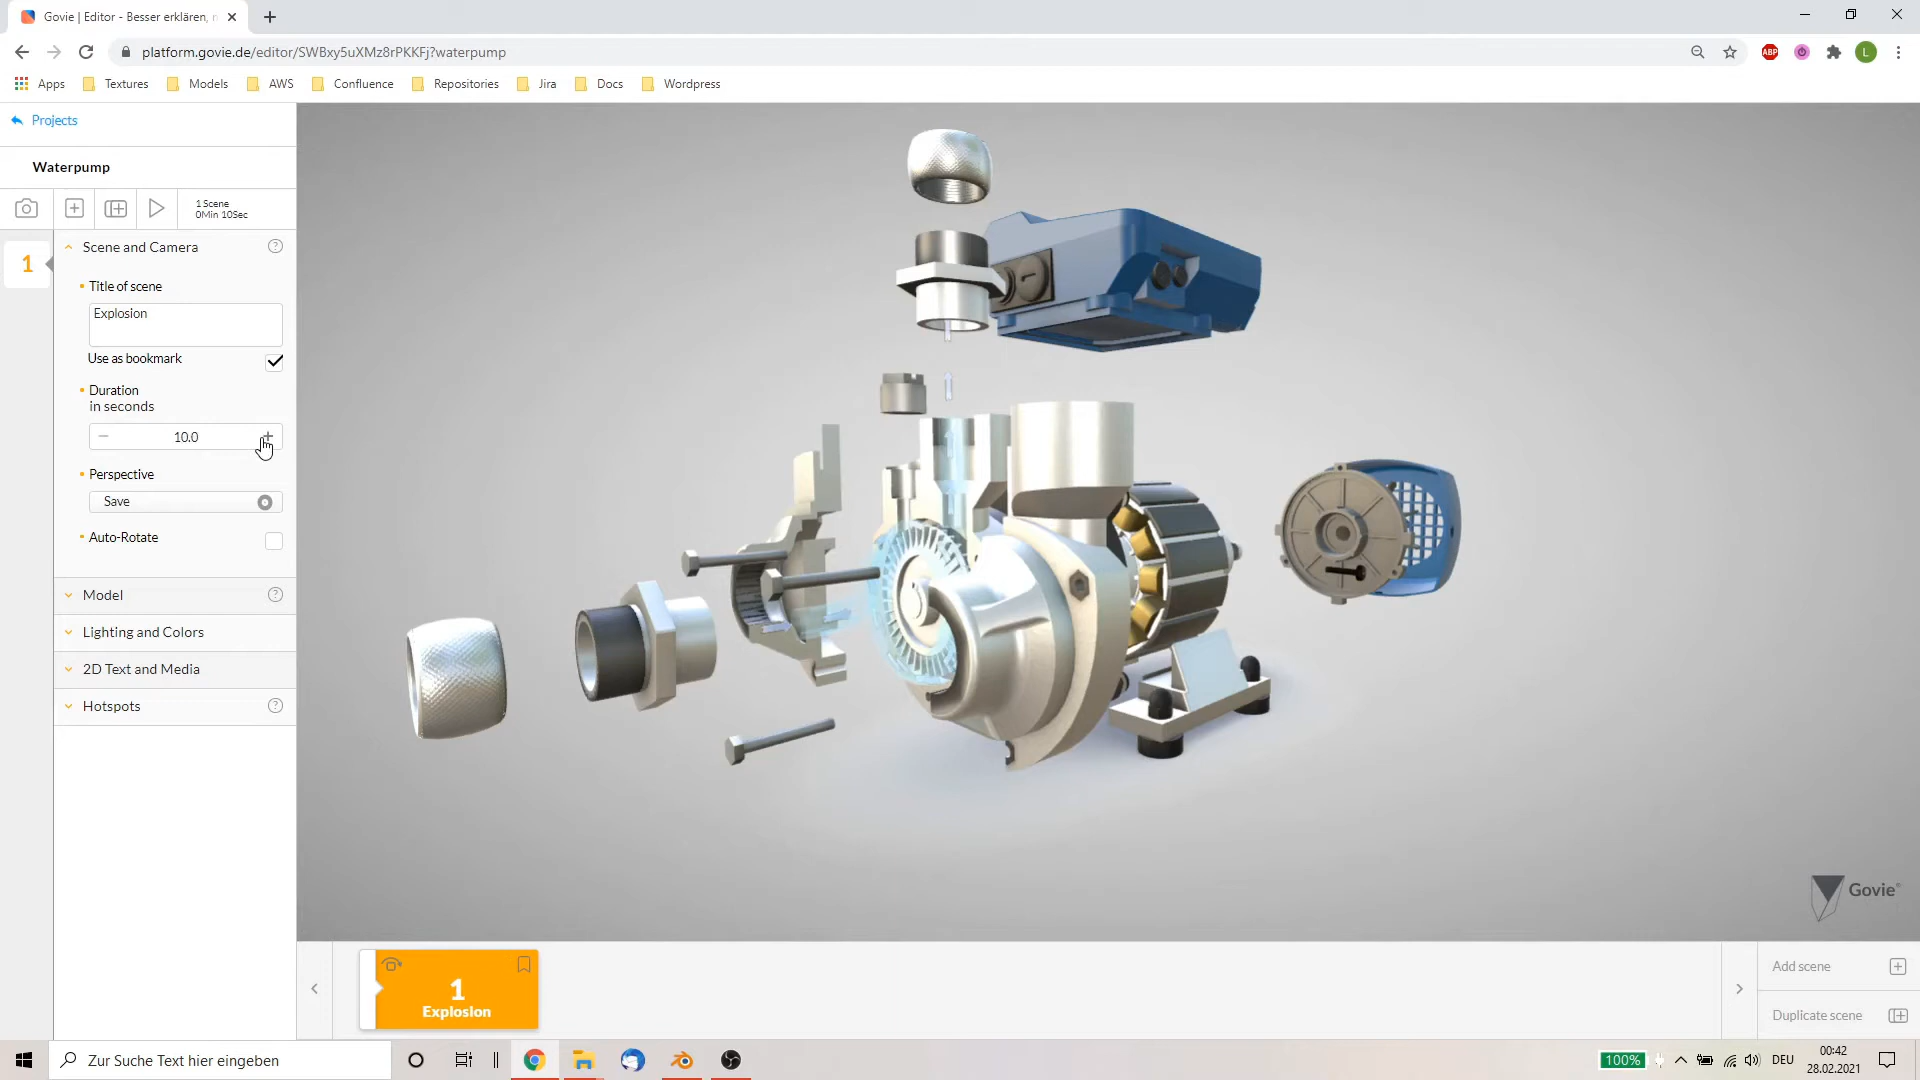 Govie | Editor - Besser erklären, n
platform.govie.de/editor/SWBxy5uXMz8rPKKFj?waterpump
ABP
L
Apps
Textures
Models
AWS
Confluence
Repositories
Jira
Docs
Wordpress
Projects
Waterpump
1 Scene
0Min 10Sec
1
Scene and Camera
?
Title of scene
Explosion
Use as bookmark
Duration
in seconds
10.0
Perspective
Save
Auto-Rotate
Model
?
Lighting and Colors
2D Text and Media
Hotspots
?
Govie®
1
Explosion
Add scene
Duplicate scene
Zur Suche Text hier eingeben
100%
DEU
00:42
28.02.2021